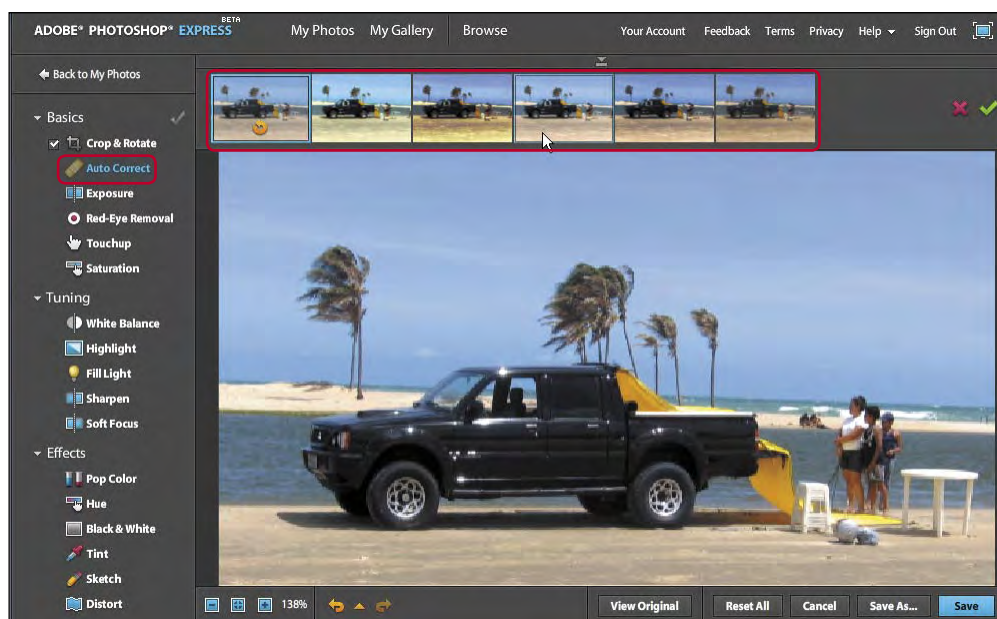 BETA
ADOBE® PHOTOSHOP® EXPRESS My Photos My Gallery Browse Your Account Feedback Terms Privacy Help Sign Out
Back to My Photos
Basics
Crop & Rotate
Auto Correct
Exposure
Red-Eye Removal
Touchup
Saturation
Tuning
White Balance
Highlight
Fill Light
Sharpen
Soft Focus
Effects
Pop Color
Hue
Black & White
Tint
Sketch
Distort
138% View Original Reset All Cancel Save As... Save